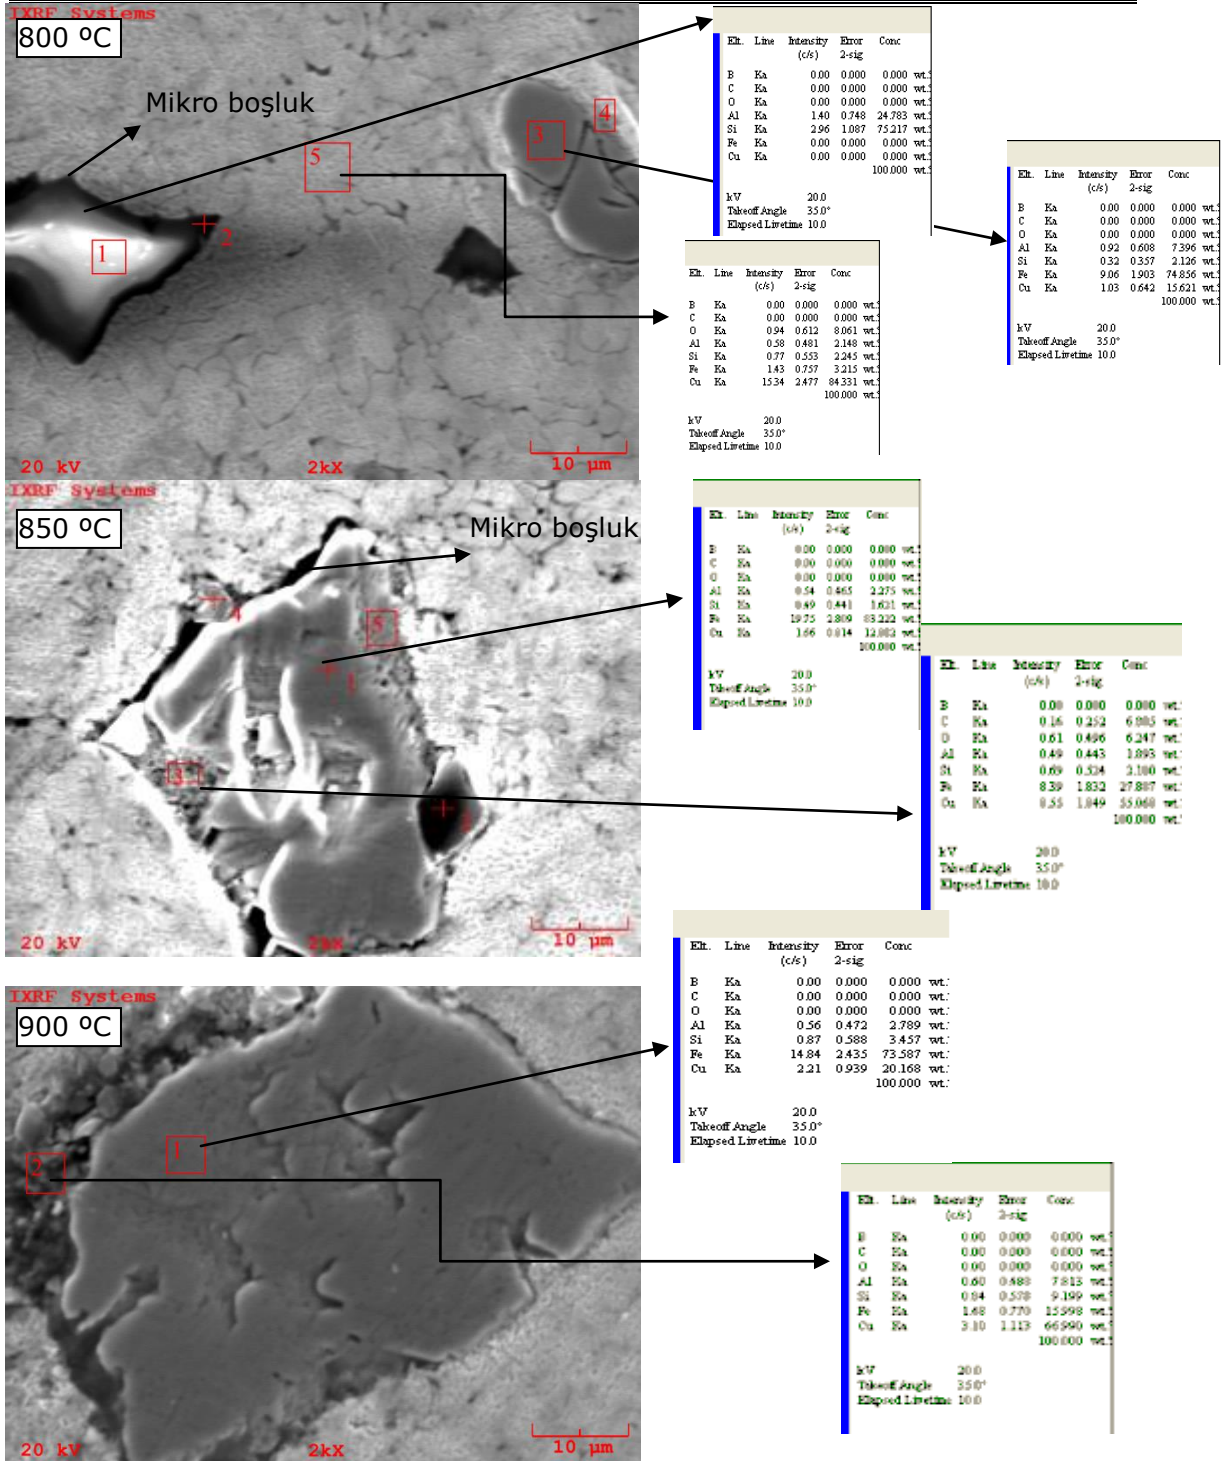 IXRF Systems
800 ºC
Mikro boşluk
1
2
3
4
5
20 kV 2kX 10 µm
Elt. Line Intensity Error Conc
(c/s) 2-sig
B Ka 0.00 0.000 0.000 wt.
C Ka 0.00 0.000 0.000 wt.
O Ka 0.00 0.000 0.000 wt.
Al Ka 1.40 0.748 24.783 wt.
Si Ka 2.96 1.087 75.217 wt.
Fe Ka 0.00 0.000 0.000 wt.
Cu Ka 0.00 0.000 0.000 wt.
100.000 wt.
kV 20.0
Takeoff Angle 35.0°
Elapsed Livetime 10.0
Elt. Line Intensity Error Conc
(c/s) 2-sig
B Ka 0.00 0.000 0.000 wt.
C Ka 0.00 0.000 0.000 wt.
O Ka 0.00 0.000 0.000 wt.
Al Ka 0.92 0.608 7.396 wt.
Si Ka 0.32 0.357 2.126 wt.
Fe Ka 9.06 1.903 74.856 wt.
Cu Ka 1.03 0.642 15.621 wt.
100.000 wt.
kV 20.0
Takeoff Angle 35.0°
Elapsed Livetime 10.0
Elt. Line Intensity Error Conc
(c/s) 2-sig
B Ka 0.00 0.000 0.000 wt.
C Ka 0.00 0.000 0.000 wt.
O Ka 0.94 0.612 8.061 wt.
Al Ka 0.58 0.481 2.148 wt.
Si Ka 0.77 0.553 2.245 wt.
Fe Ka 1.43 0.757 3.215 wt.
Cu Ka 15.34 2.477 84.331 wt.
100.000 wt.
kV 20.0
Takeoff Angle 35.0°
Elapsed Livetime 10.0
IXRF Systems
850 ºC
Mikro boşluk
4
5
1
3
20 kV 10 µm
Elt. Line Intensity Error Conc
(c/s) 2-sig
B Ka 0.00 0.000 0.000 wt.
C Ka 0.00 0.000 0.000 wt.
O Ka 0.00 0.000 0.000 wt.
Al Ka 0.54 0.465 2.275 wt.
Si Ka 0.49 0.441 1.621 wt.
Fe Ka 19.75 2.809 83.222 wt.
Cu Ka 1.66 0.814 12.882 wt.
100.000 wt.
kV 20.0
Takeoff Angle 35.0°
Elapsed Livetime 10.0
Elt. Line Intensity Error Conc
(c/s) 2-sig
B Ka 0.00 0.000 0.000 wt.
C Ka 0.16 0.252 6.885 wt.
O Ka 0.61 0.496 6.247 wt.
Al Ka 0.49 0.443 1.893 wt.
Si Ka 0.69 0.524 2.100 wt.
Fe Ka 8.39 1.832 27.807 wt.
Cu Ka 8.55 1.849 55.068 wt.
100.000 wt.
kV 20.0
Takeoff Angle 35.0°
Elapsed Livetime 10.0
IXRF Systems
900 ºC
1
2
20 kV 2kX 10 µm
Elt. Line Intensity Error Conc
(c/s) 2-sig
B Ka 0.00 0.000 0.000 wt.
C Ka 0.00 0.000 0.000 wt.
O Ka 0.00 0.000 0.000 wt.
Al Ka 0.56 0.472 2.789 wt.
Si Ka 0.87 0.588 3.457 wt.
Fe Ka 14.84 2.435 73.587 wt.
Cu Ka 2.21 0.939 20.168 wt.
100.000 wt.
kV 20.0
Takeoff Angle 35.0°
Elapsed Livetime 10.0
Elt. Line Intensity Error Conc
(c/s) 2-sig
B Ka 0.00 0.000 0.000 wt.
C Ka 0.00 0.000 0.000 wt.
O Ka 0.00 0.000 0.000 wt.
Al Ka 0.60 0.488 7.813 wt.
Si Ka 0.84 0.578 9.199 wt.
Fe Ka 1.68 0.770 15.998 wt.
Cu Ka 3.10 1.113 66.990 wt.
100.000 wt.
kV 20.0
Takeoff Angle 35.0°
Elapsed Livetime 10.0